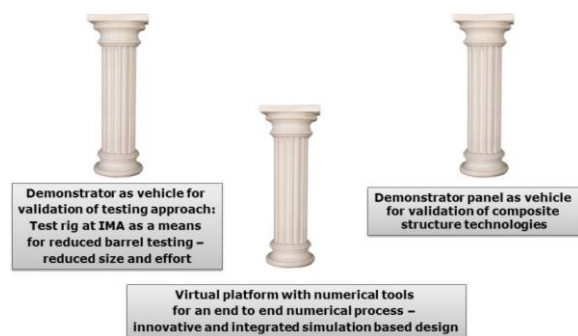 Demonstrator as vehicle for
validation of testing approach:
Test rig at IMA as a means
for reduced barrel testing –
reduced size and effort
Demonstrator panel as vehicle
for validation of composite
structure technologies
Virtual platform with numerical tools
for an end to end numerical process –
innovative and integrated simulation based design